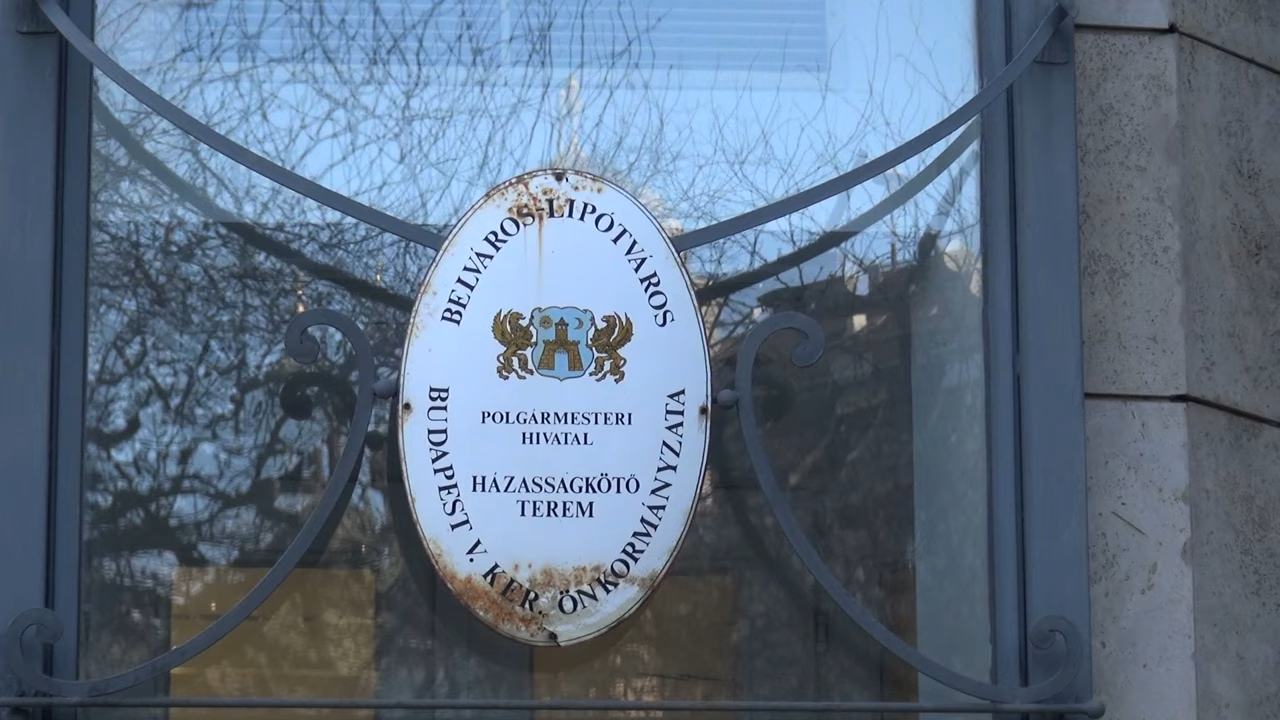 BELVÁROS-LIPÓTVÁROS
POLGÁRMESTERI
HIVATAL
HÁZASSÁGKÖTŐ
TEREM
BUDAPEST V. KER. ÖNKORMÁNYZATA